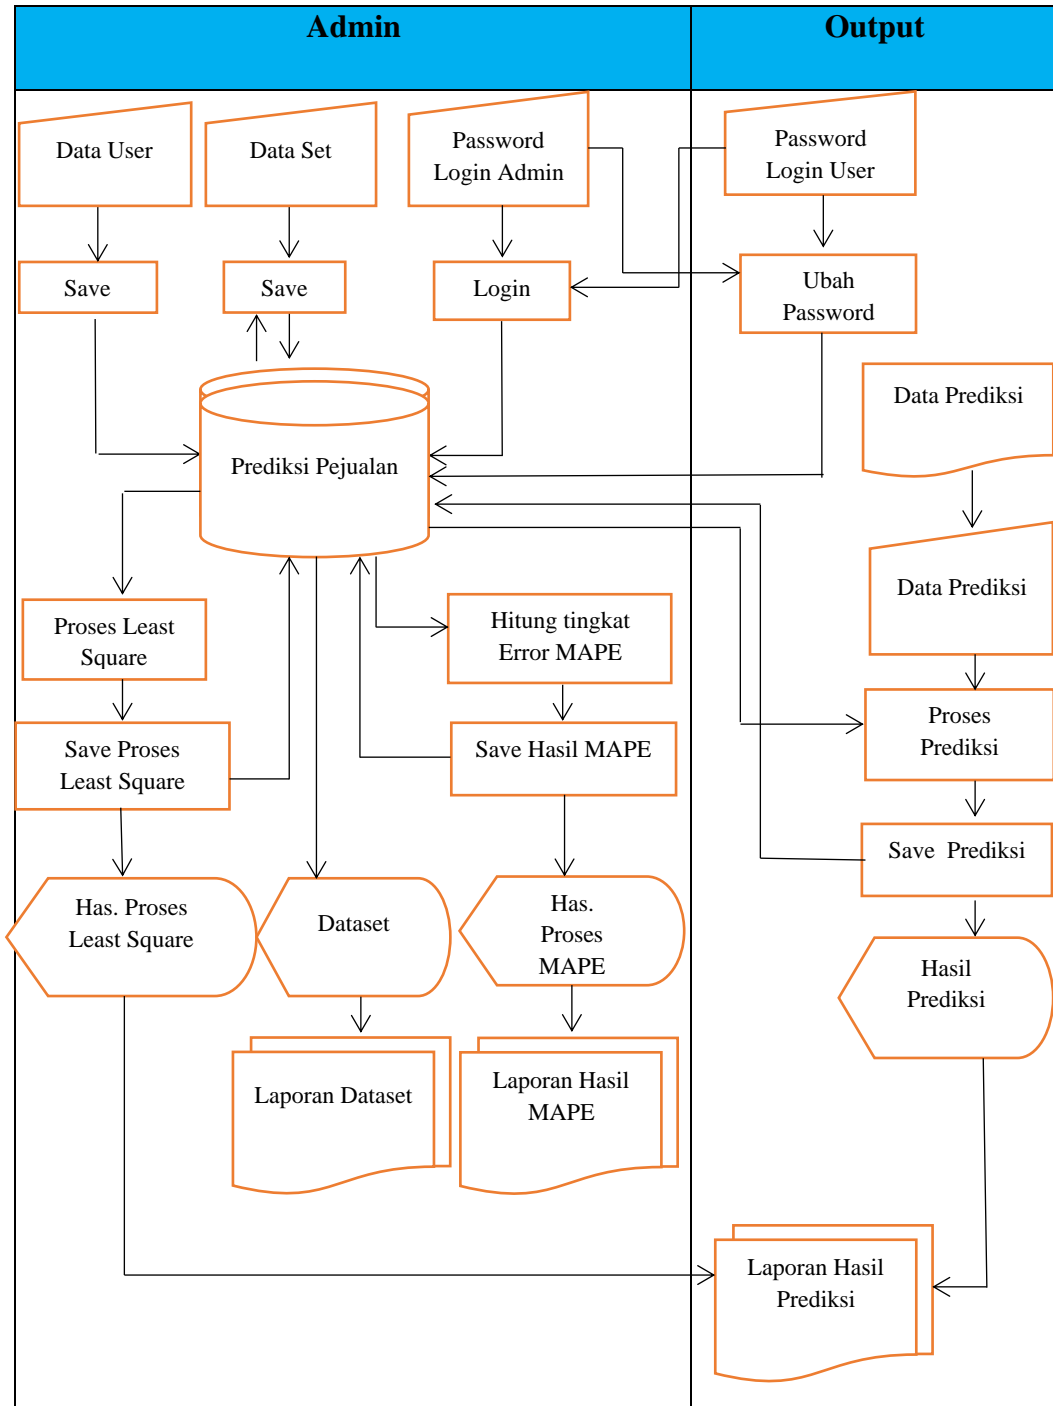 Admin
Output
Data User
Data Set
Password
Login Admin
Password
Login User
Save
Save
Login
Ubah
Password
Data Prediksi
Prediksi Pejualan
Data Prediksi
Proses Least
Square
Hitung tingkat
Error MAPE
Proses
Prediksi
Save Proses
Least Square
Save Hasil MAPE
Save  Prediksi
Has. Proses
Least Square
Dataset
Has.
Proses
MAPE
Hasil
Prediksi
Laporan Dataset
Laporan Hasil
MAPE
Laporan Hasil
Prediksi